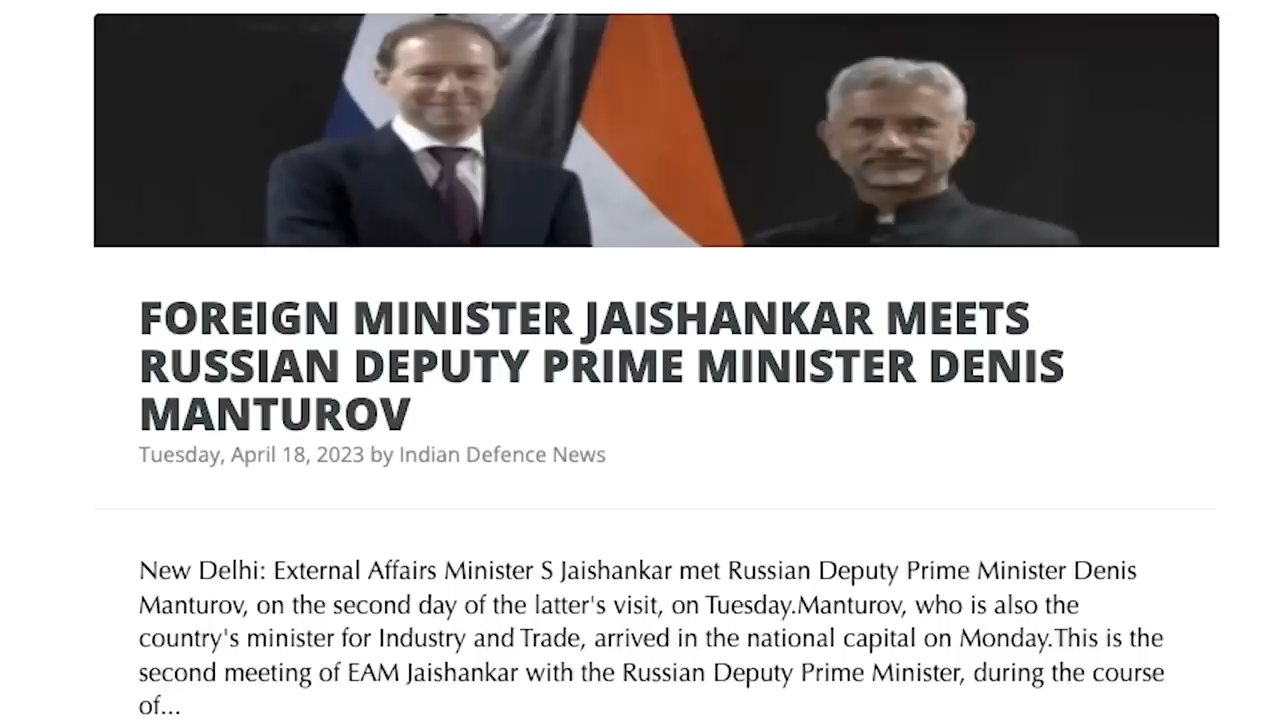 FOREIGN MINISTER JAISHANKAR MEETS
RUSSIAN DEPUTY PRIME MINISTER DENIS
MANTUROV
Tuesday, April 18, 2023 by Indian Defence News
New Delhi: External Affairs Minister S Jaishankar met Russian Deputy Prime Minister Denis
Manturov, on the second day of the latter's visit, on Tuesday.Manturov, who is also the
country's minister for Industry and Trade, arrived in the national capital on Monday.This is the
second meeting of EAM Jaishankar with the Russian Deputy Prime Minister, during the course
of...